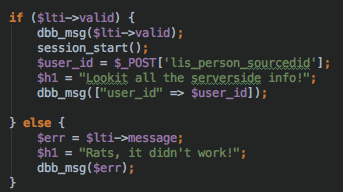 if ($lti->valid) {
    dbb_msg($lti->valid);
    session_start();
    $user_id = $_POST['lis_person_sourcedid'];
    $h1 = "Lookit all the serverside info!";
    dbb_msg(["user_id" => $user_id]);

} else {
    $err = $lti->message;
    $h1 = "Rats, it didn't work!";
    dbb_msg($err);
}